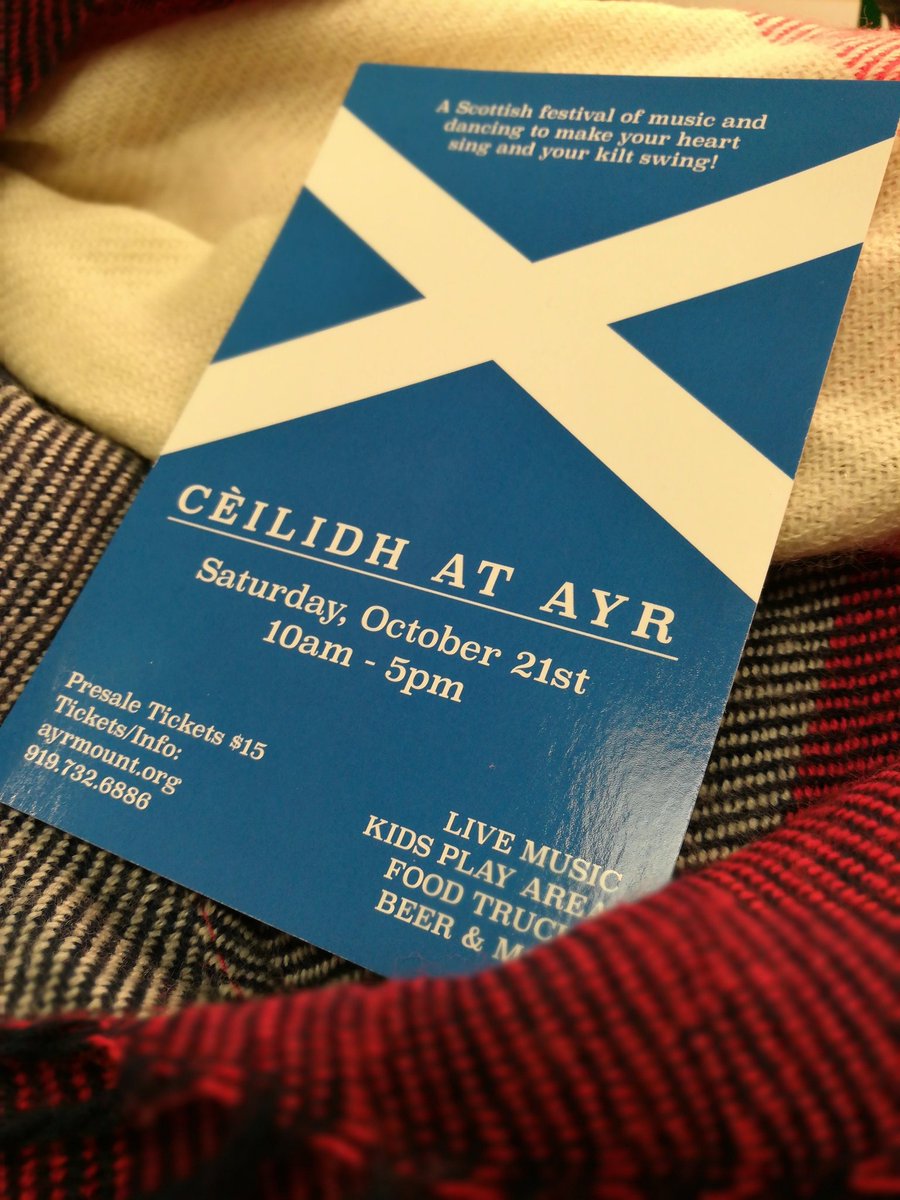 A Scottish festival of music and
dancing to make your heart
sing and your kilt swing!
CÈILIDH AT AYR
Saturday, October 21st
10am - 5pm
Presale Tickets $15
Tickets/Info:
ayrmount.org
919.732.6886
LIVE MUSIC
KIDS PLAY AREA
FOOD
BEER &